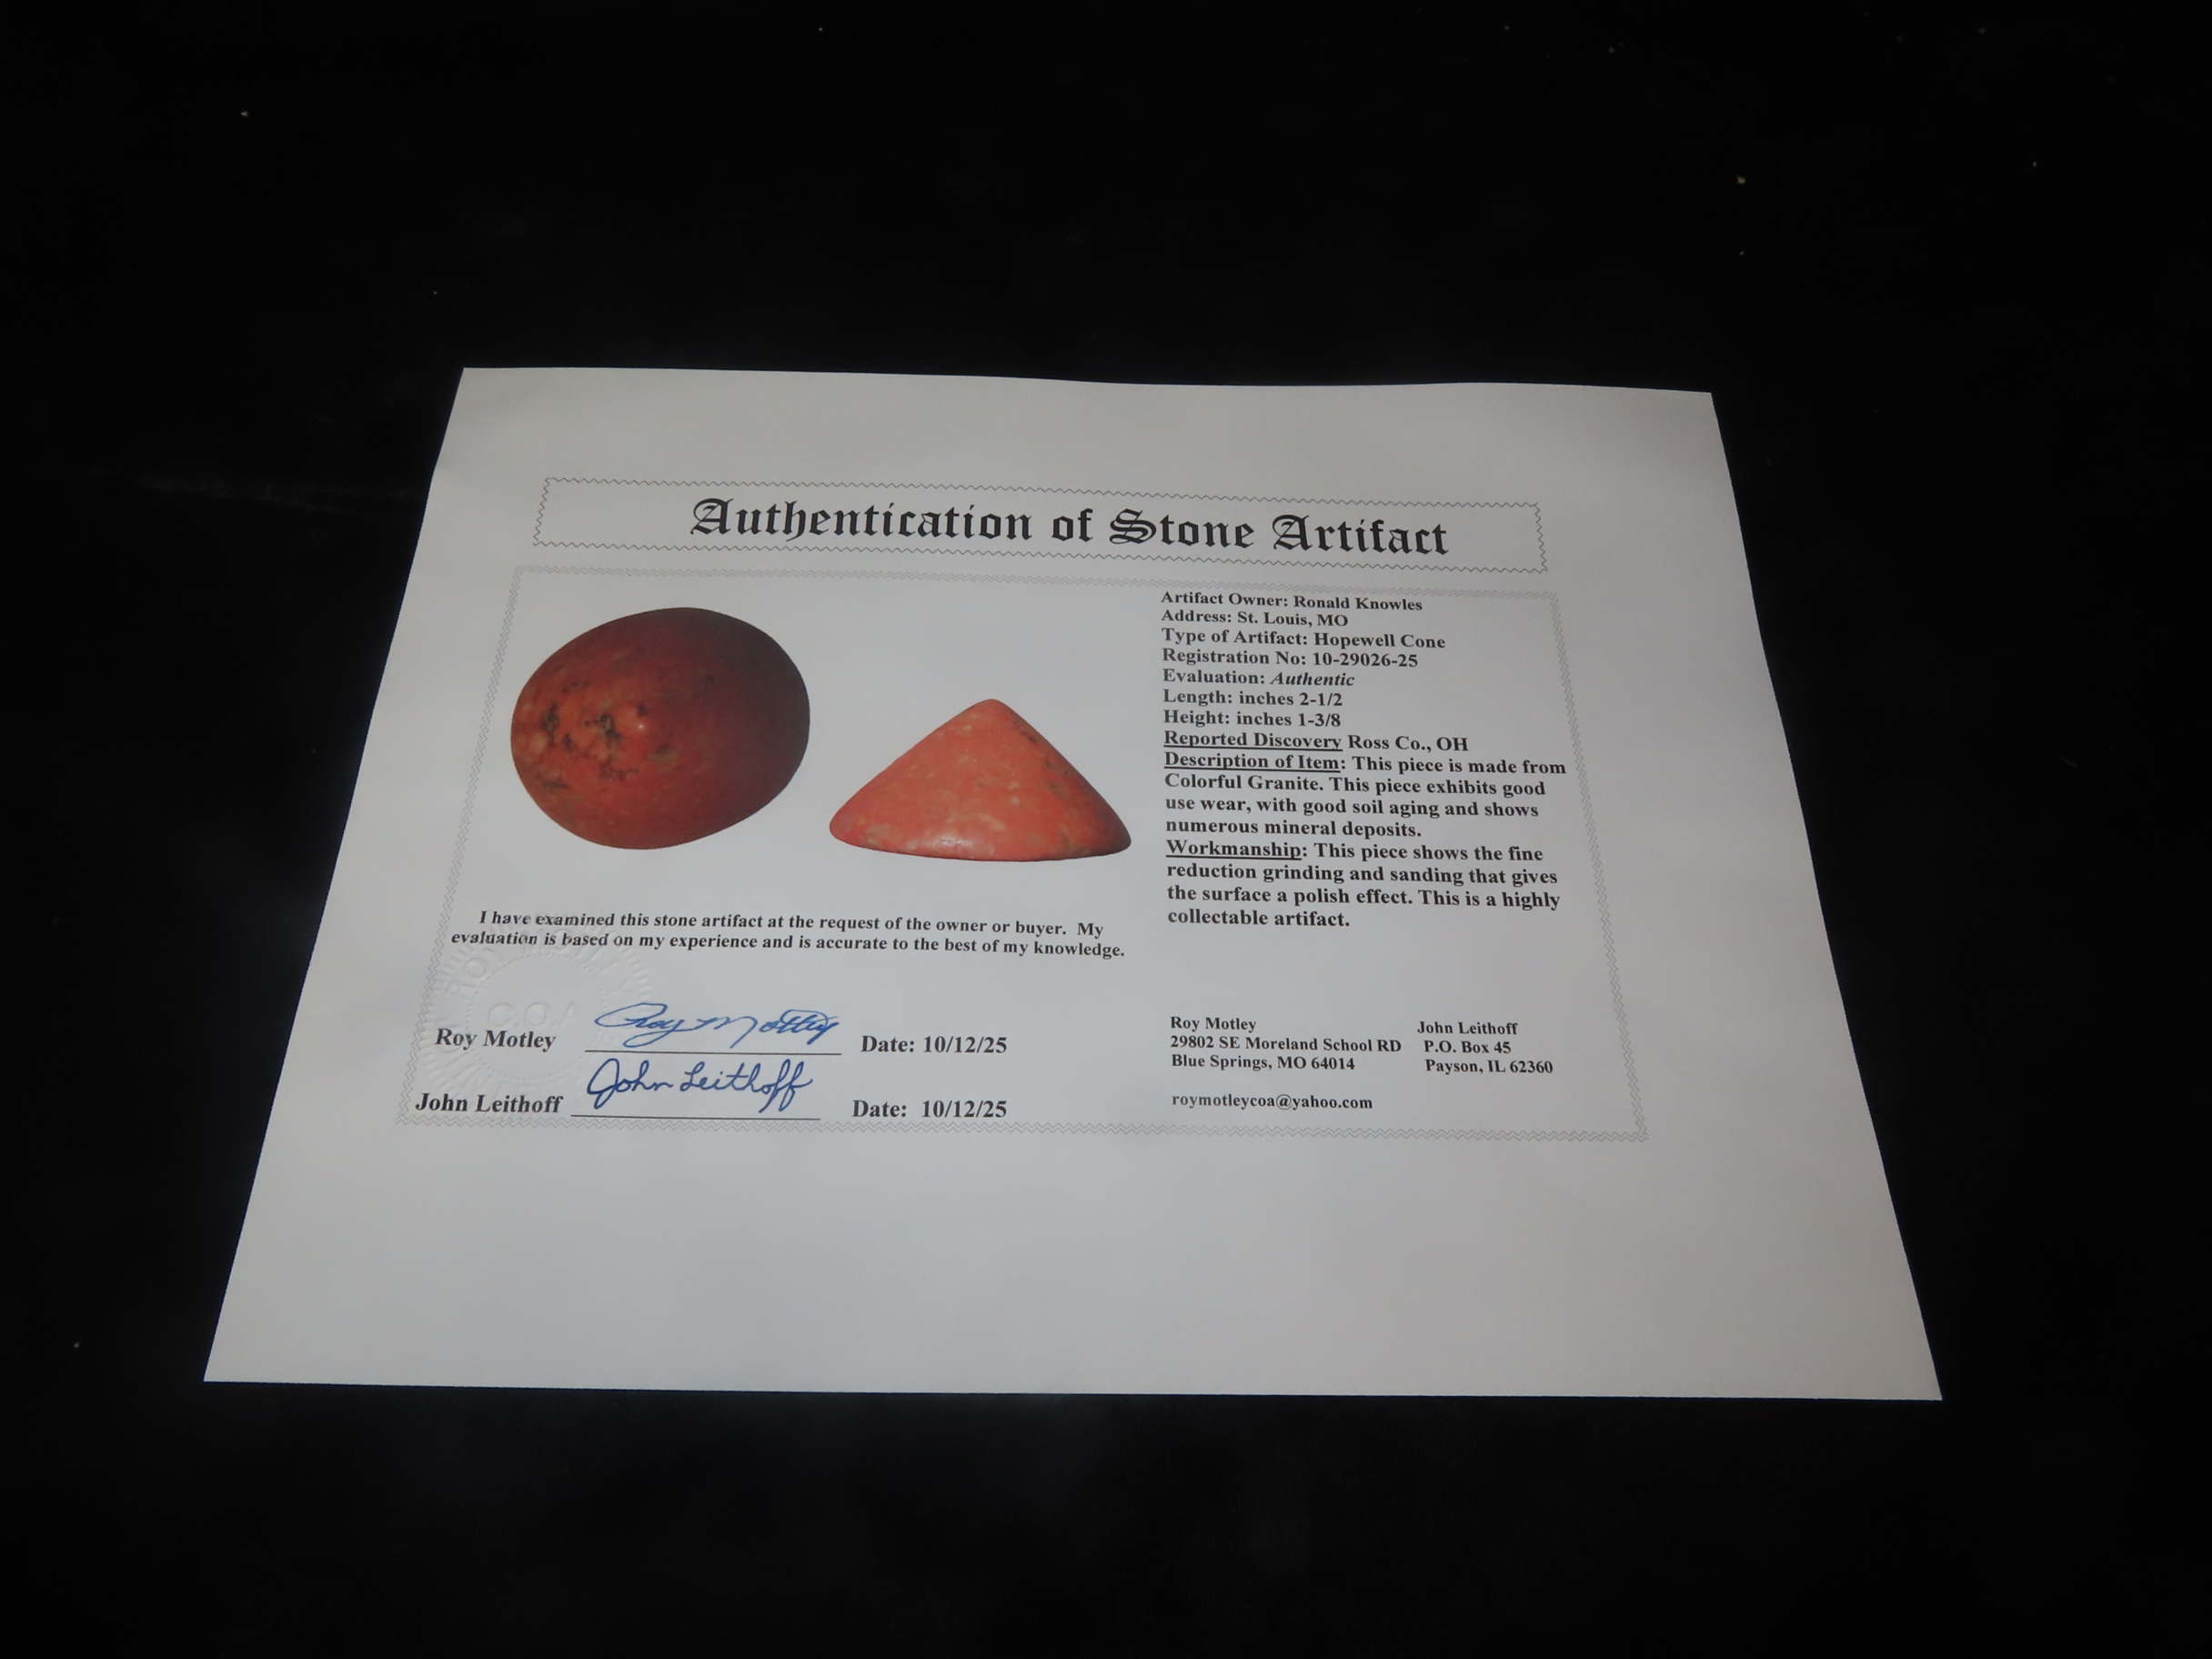 Authentication of Stone Artifact
Artifact Owner: Ronald Knowles
Address: St. Louis, MO
Type of Artifact: Hopewell Cone
Registration No: 10-29026-25
Evaluation: Authentic
Length: inches 2-1/2
Height: inches 1-3/8
Reported Discovery Ross Co., OH
Description of Item: This piece is made from
Colorful Granite. This piece exhibits good
use wear, with good soil aging and shows
numerous mineral deposits.
Workmanship: This piece shows the fine
reduction grinding and sanding that gives
the surface a polish effect. This is a highly
collectable artifact.
I have examined this stone artifact at the request of the owner or buyer. My
evaluation is based on my experience and is accurate to the best of my knowledge.
C.O.A
Roy Motley Roy Motley Date: 10/12/25
John Leithoff John Leithoff Date: 10/12/25
Roy Motley
29802 SE Moreland School RD
Blue Springs, MO 64014
roymotleycoa@yahoo.com
John Leithoff
P.O. Box 45
Payson, IL 62360